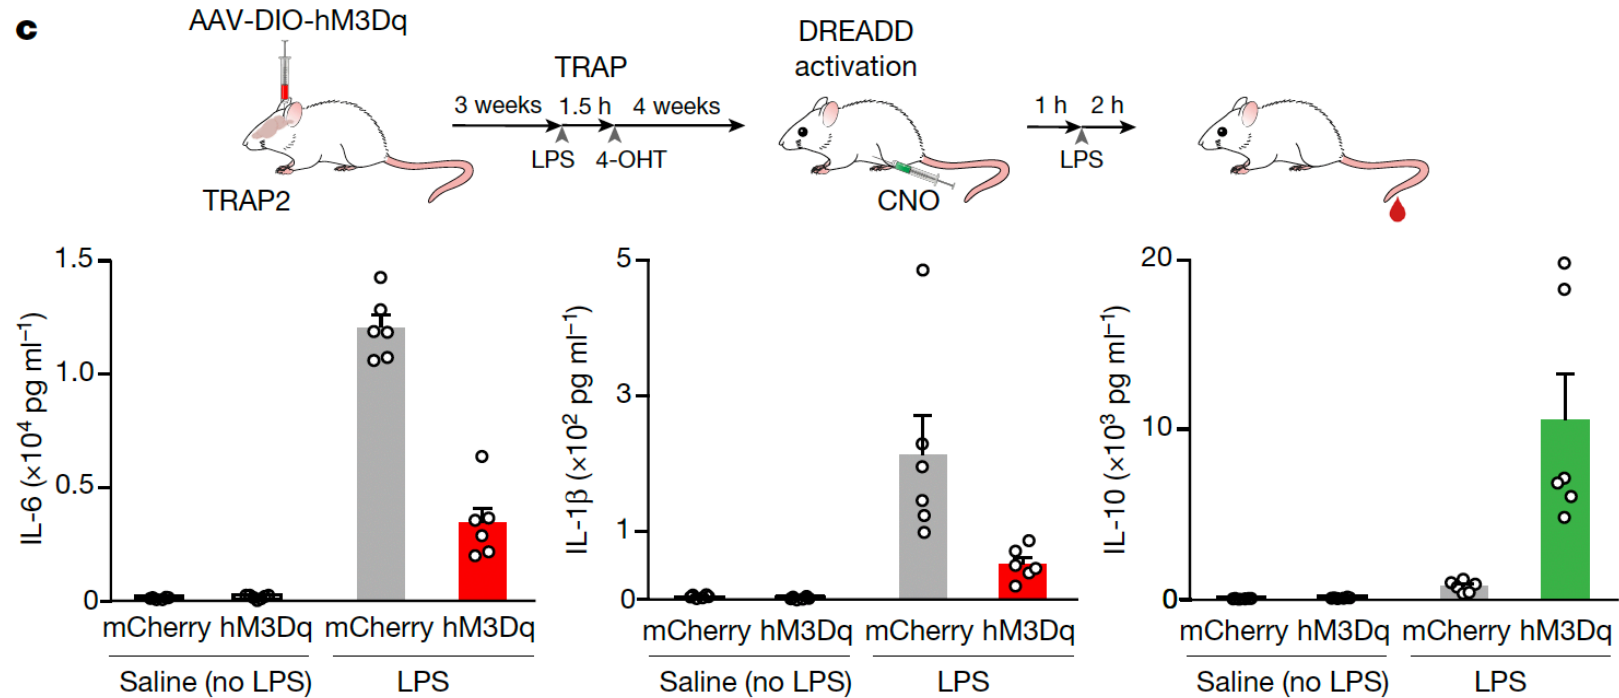 c
AAV-DIO-hM3Dq
TRAP2
TRAP
3 weeks 1.5 h 4 weeks
LPS 4-OHT
DREADD
activation
CNO
1 h 2 h
LPS
IL-6 (×10⁴ pg ml⁻¹)
1.5
1.0
0.5
0
mCherry hM3Dq mCherry hM3Dq
Saline (no LPS) LPS
IL-1β (×10² pg ml⁻¹)
5
3
1
0
mCherry hM3Dq mCherry hM3Dq
Saline (no LPS) LPS
IL-10 (×10³ pg ml⁻¹)
20
10
0
mCherry hM3Dq mCherry hM3Dq
Saline (no LPS) LPS